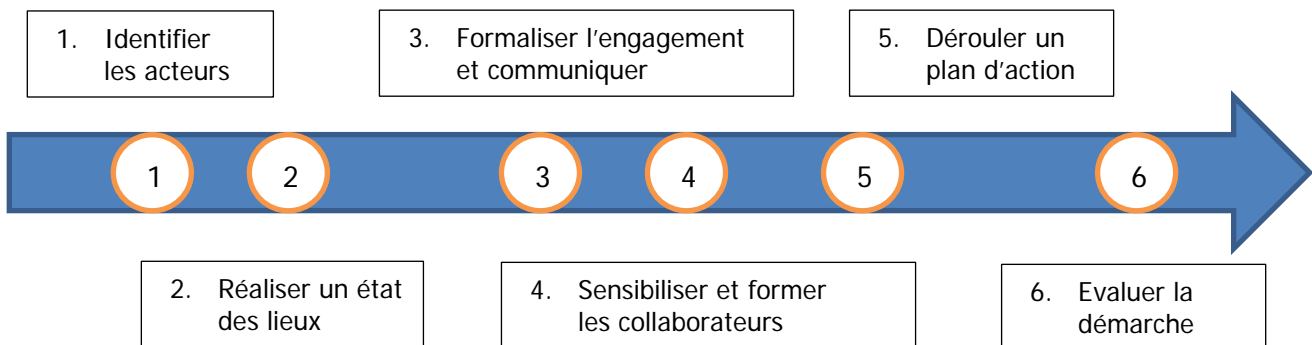 1. Identifier
les acteurs
3. Formaliser l'engagement
et communiquer
5. Dérouler un
plan d'action
1
2
3
4
5
6
2. Réaliser un état
des lieux
4. Sensibiliser et former
les collaborateurs
6. Evaluer la
démarche